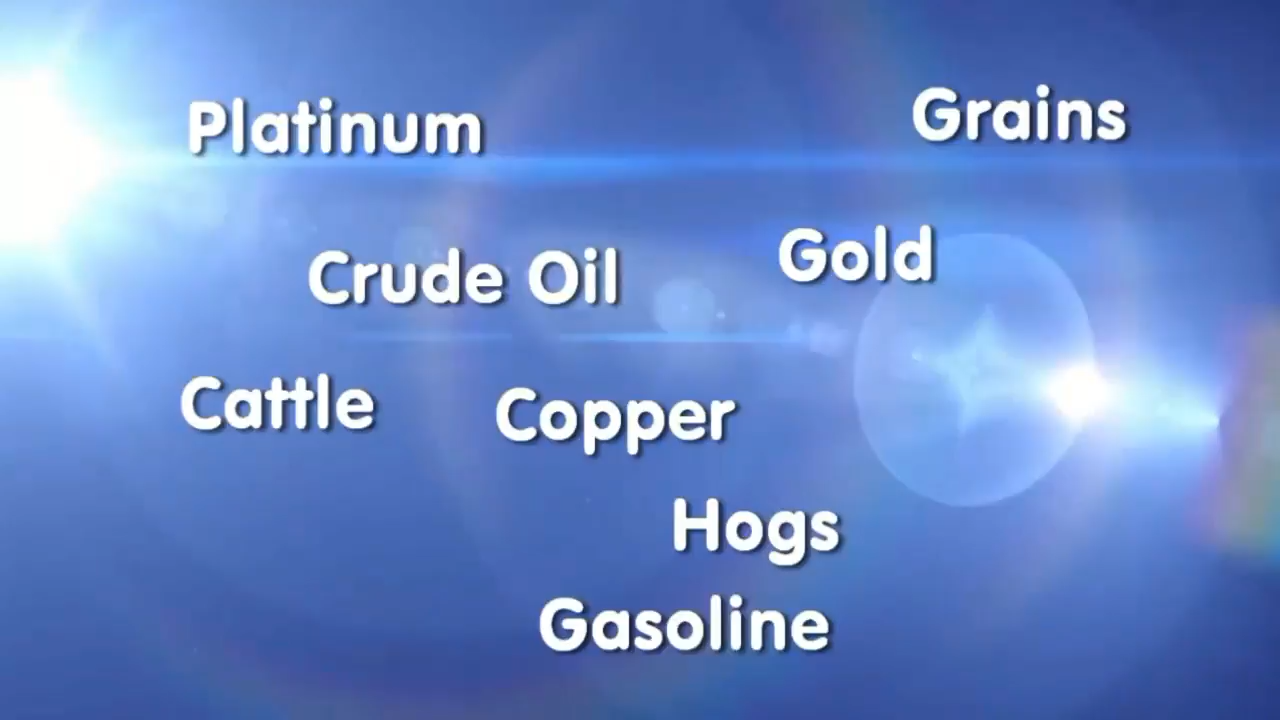 Platinum
Grains
Crude Oil
Gold
Cattle
Copper
Hogs
Gasoline